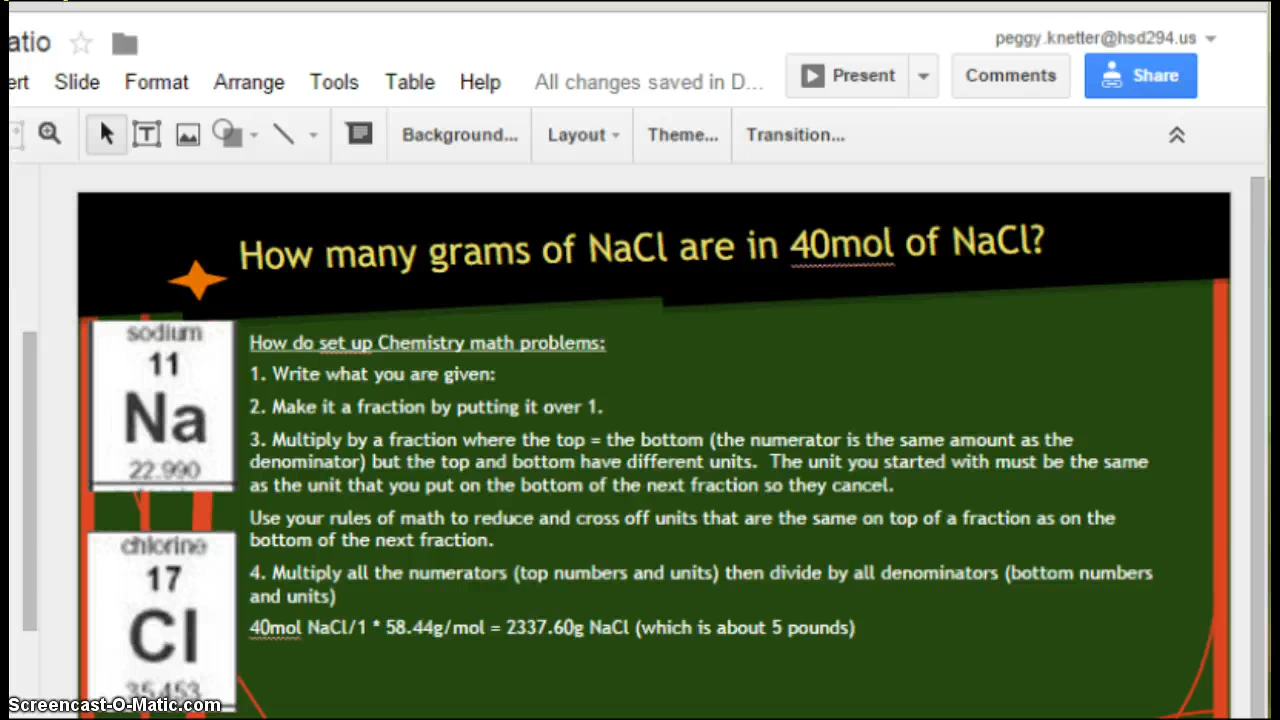 atio
peggy.knetter@hsd294.us
ert Slide Format Arrange Tools Table Help All changes saved in D... Present Comments Share
T Background... Layout Theme... Transition...
How many grams of NaCl are in 40mol of NaCl?
sodium
11
Na
22.990
chlorine
17
Cl
35.453
How do set up Chemistry math problems:
1. Write what you are given:
2. Make it a fraction by putting it over 1.
3. Multiply by a fraction where the top = the bottom (the numerator is the same amount as the
denominator) but the top and bottom have different units. The unit you started with must be the same
as the unit that you put on the bottom of the next fraction so they cancel.
Use your rules of math to reduce and cross off units that are the same on top of a fraction as on the
bottom of the next fraction.
4. Multiply all the numerators (top numbers and units) then divide by all denominators (bottom numbers
and units)
40mol NaCl/1 * 58.44g/mol = 2337.60g NaCl (which is about 5 pounds)
Screencast-O-Matic.com